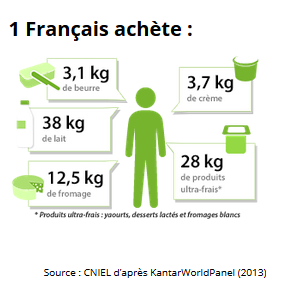 1 Français achète :
3,1 kg
de beurre
3,7 kg
de crème
38 kg
de lait
12,5 kg
de fromage
28 kg
de produits
ultra-frais*
* Produits ultra-frais : yaourts, desserts lactés et fromages blancs
Source : CNIEL d'après KantarWorldPanel (2013)